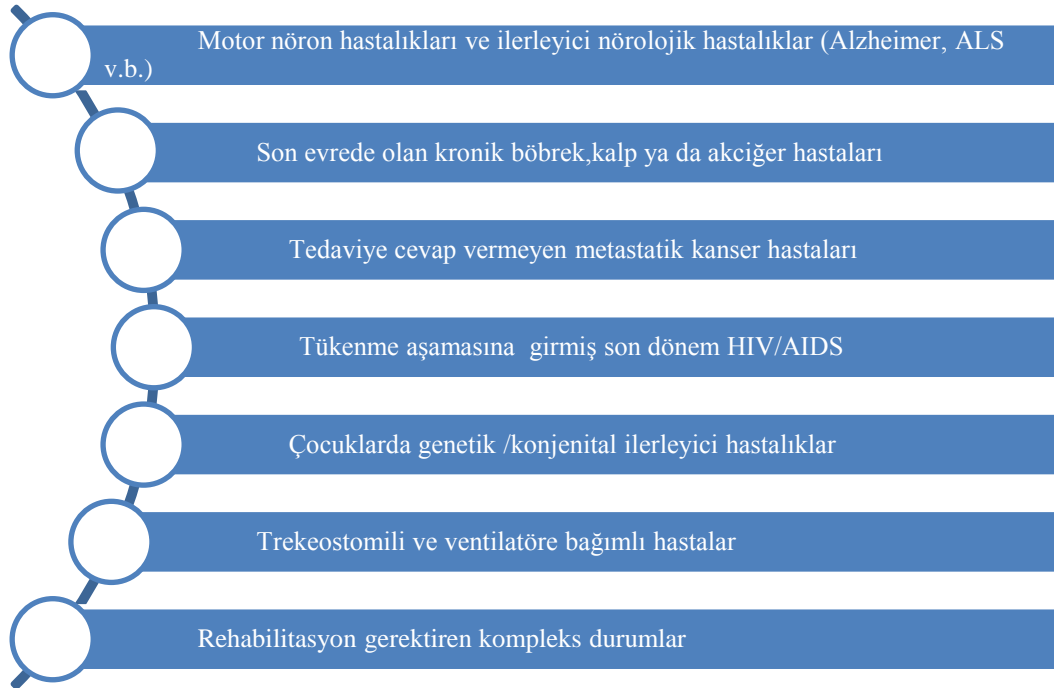 Motor nöron hastalıkları ve ilerleyici nörolojik hastalıklar (Alzheimer, ALS
v.b.)
Son evrede olan kronik böbrek,kalp ya da akciğer hastaları
Tedaviye cevap vermeyen metastatik kanser hastaları
Tükenme aşamasına  girmiş son dönem HIV/AIDS
Çocuklarda genetik /konjenital ilerleyici hastalıklar
Trekeostomili ve ventilatöre bağımlı hastalar
Rehabilitasyon gerektiren kompleks durumlar